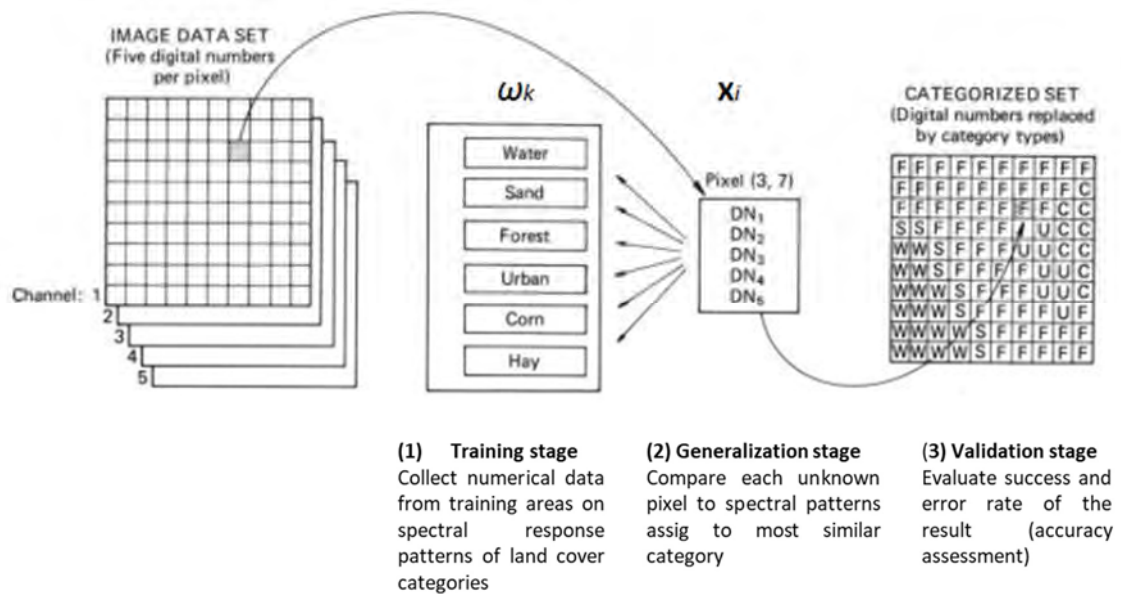 IMAGE DATA SET
(Five digital numbers
per pixel)
Channel: 1
2
3
4
5
ωk
Water
Sand
Forest
Urban
Corn
Hay
Xi
Pixel (3, 7)
DN1
DN2
DN3
DN4
DN5
CATEGORIZED SET
(Digital numbers replaced
by category types)
F F F F F F F F F F
F F F F F F F F F C
F F F F F F F F C C
S S F F F F U C C
W W S F F F U U C C
W W S F F F F U U C
W W W S F F F U U C
W W W S F F F F U F
W W W W S F F F F F
W W W W S F F F F F
(1) Training stage
Collect numerical data
from training areas on
spectral response
patterns of land cover
categories
(2) Generalization stage
Compare each unknown
pixel to spectral patterns
assig to most similar
category
(3) Validation stage
Evaluate success and
error rate of the
result (accuracy
assessment)